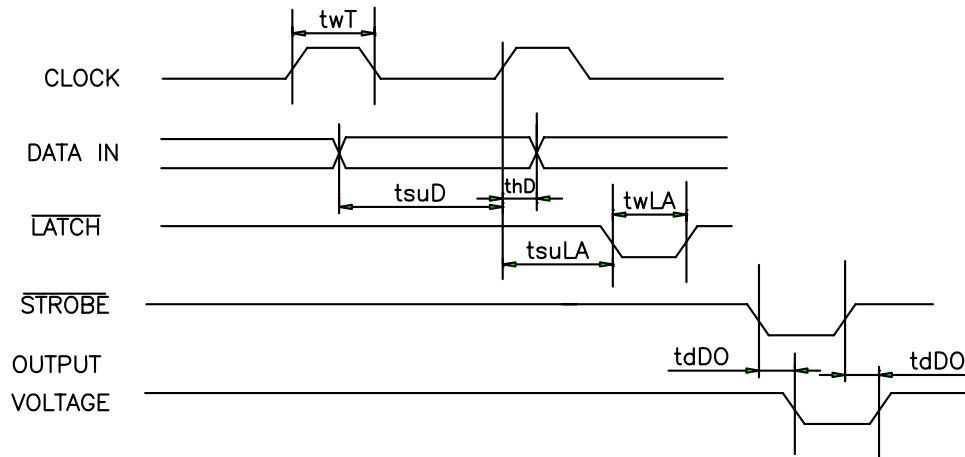 twT
CLOCK
DATA IN
tsuD
thD
LATCH
twLA
tsuLA
STROBE
OUTPUT
VOLTAGE
tdDO
tdDO